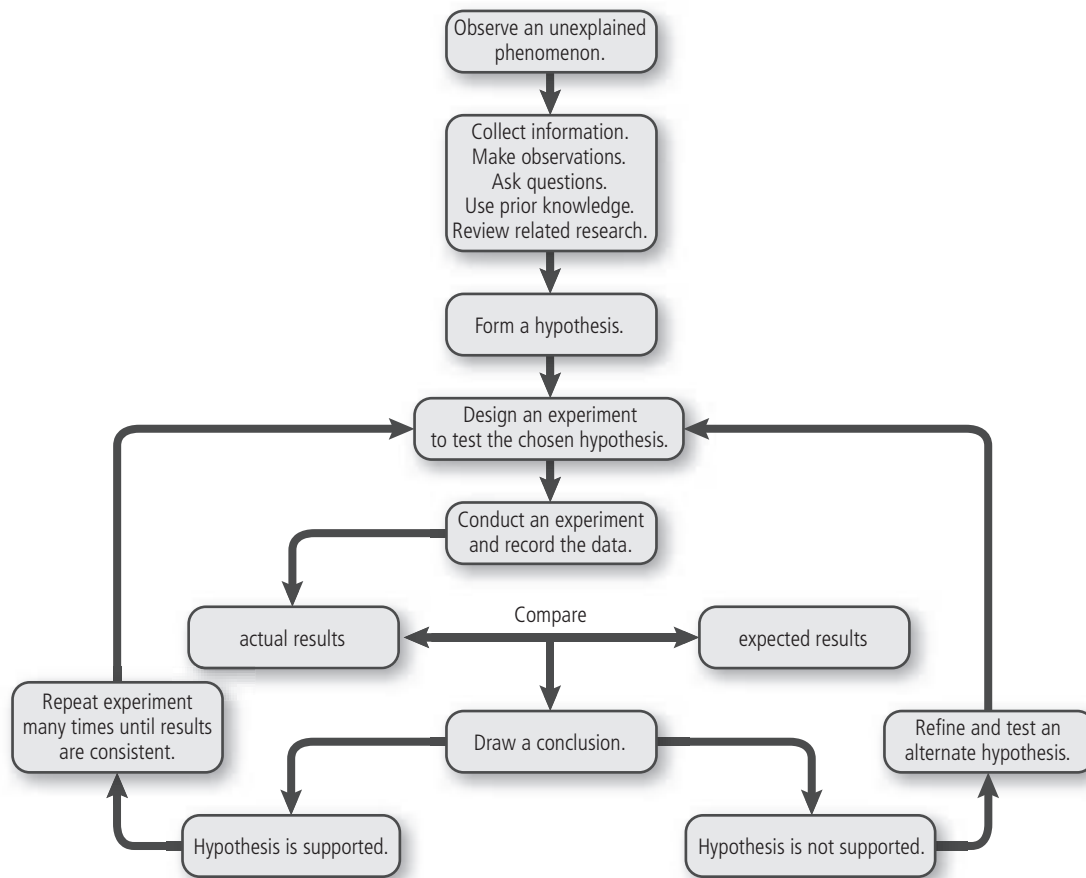 Observe an unexplained
phenomenon.
Collect information.
Make observations.
Ask questions.
Use prior knowledge.
Review related research.
Form a hypothesis.
Design an experiment
to test the chosen hypothesis.
Conduct an experiment
and record the data.
Compare
actual results
expected results
Repeat experiment
many times until results
are consistent.
Draw a conclusion.
Refine and test an
alternate hypothesis.
Hypothesis is supported.
Hypothesis is not supported.